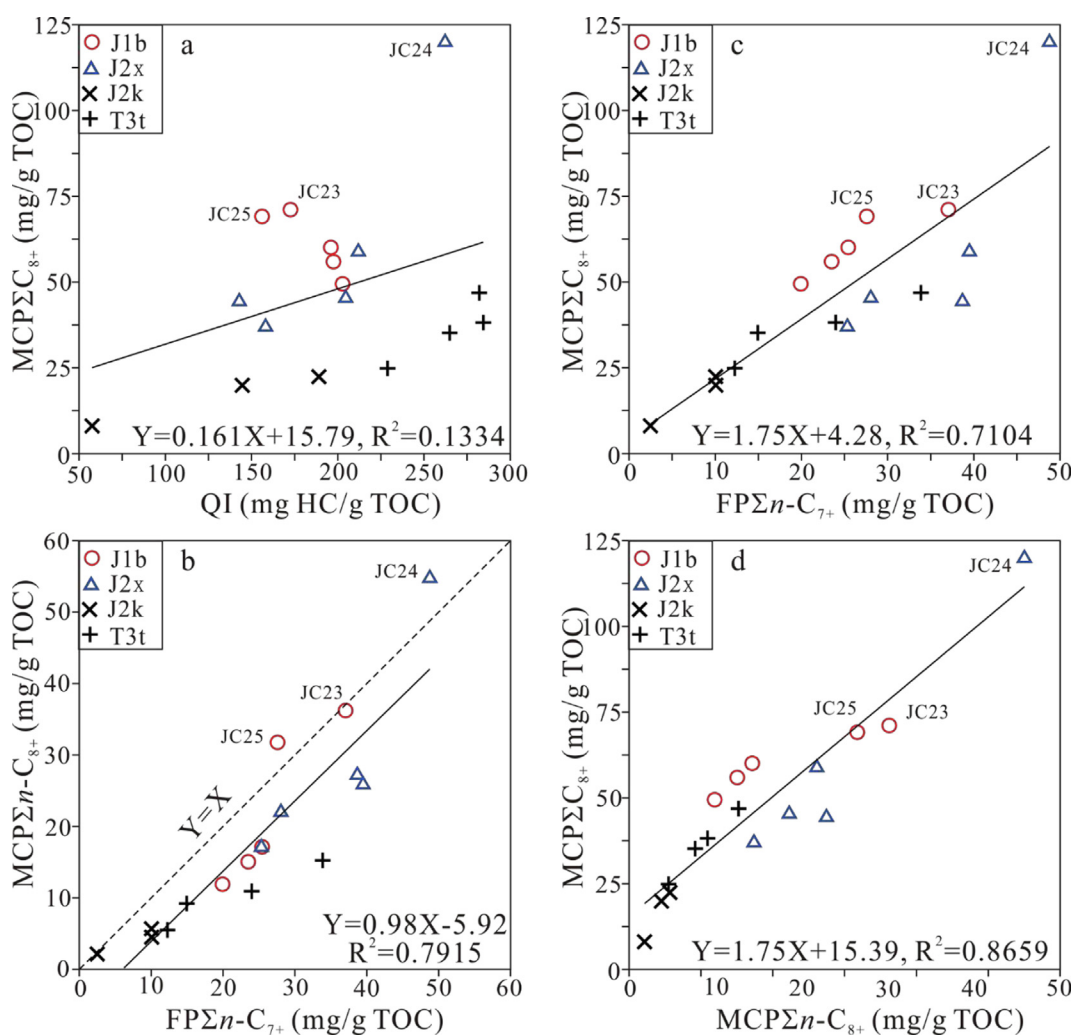 a
J1b
J2x
J2k
T3t
JC24
JC23
JC25
Y=0.161X+15.79, R²=0.1334
MCPΣC₈₊ (mg/g TOC)
125
100
75
50
25
0
50 100 150 200 250 300
QI (mg HC/g TOC)
c
J1b
J2x
J2k
T3t
JC24
JC25
JC23
Y=1.75X+4.28, R²=0.7104
MCPΣC₈₊ (mg/g TOC)
125
100
75
50
25
0
0 10 20 30 40 50
FPΣn-C₇₊ (mg/g TOC)
b
J1b
J2x
J2k
T3t
JC24
JC23
JC25
Y=X
Y=0.98X-5.92
R²=0.7915
MCPΣn-C₈₊ (mg/g TOC)
60
50
40
30
20
10
0
0 10 20 30 40 50 60
FPΣn-C₇₊ (mg/g TOC)
d
J1b
J2x
J2k
T3t
JC24
JC25
JC23
Y=1.75X+15.39, R²=0.8659
MCPΣC₈₊ (mg/g TOC)
125
100
75
50
25
0
0 10 20 30 40 50 60
MCPΣn-C₈₊ (mg/g TOC)